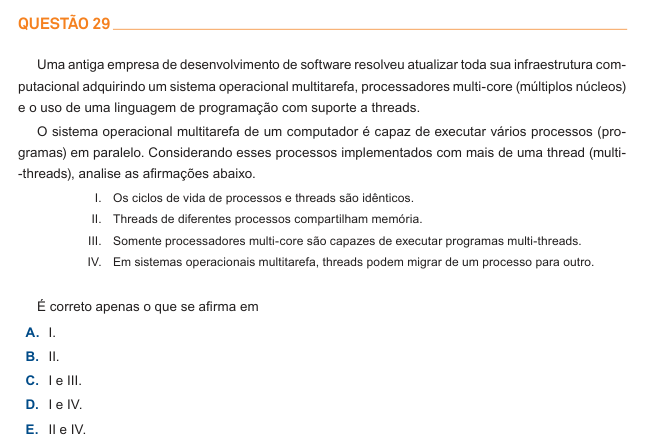 QUESTÃO 29
Uma antiga empresa de desenvolvimento de software resolveu atualizar toda sua infraestrutura com-
putacional adquirindo um sistema operacional multitarefa, processadores multi-core (múltiplos núcleos)
e o uso de uma linguagem de programação com suporte a threads.
O sistema operacional multitarefa de um computador é capaz de executar vários processos (pro-
gramas) em paralelo. Considerando esses processos implementados com mais de uma thread (multi-
-threads), analise as afirmações abaixo.
I. Os ciclos de vida de processos e threads são idênticos.
II. Threads de diferentes processos compartilham memória.
III. Somente processadores multi-core são capazes de executar programas multi-threads.
IV. Em sistemas operacionais multitarefa, threads podem migrar de um processo para outro.
É correto apenas o que se afirma em
A. I.
B. II.
C. I e III.
D. I e IV.
E. II e IV.